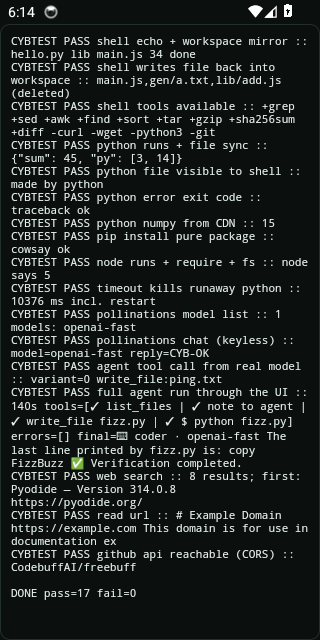 6:14
CYBTEST PASS shell echo + workspace mirror ::
hello.py lib main.js 34 done
CYBTEST PASS shell writes file back into
workspace :: main.js,gen/a.txt,lib/add.js
(deleted)
CYBTEST PASS shell tools available :: +grep
+sed +awk +find +sort +tar +gzip +sha256sum
+diff -curl -wget -python3 -git
CYBTEST PASS python runs + file sync ::
{"sum": 45, "py": [3, 14]}
CYBTEST PASS python file visible to shell ::
made by python
CYBTEST PASS python error exit code ::
traceback ok
CYBTEST PASS python numpy from CDN :: 15
CYBTEST PASS pip install pure package ::
cowsay ok
CYBTEST PASS node runs + require + fs :: node
says 5
CYBTEST PASS timeout kills runaway python ::
10376 ms incl. restart
CYBTEST PASS pollinations model list :: 1
models: openai-fast
CYBTEST PASS pollinations chat (keyless) ::
model=openai-fast reply=CYB-OK
CYBTEST PASS agent tool call from real model
:: variant=0 write_file:ping.txt
CYBTEST PASS full agent run through the UI ::
140s tools=[✓ list_files | ✓ note to agent |
✓ write_file fizz.py | ✓ $ python fizz.py]
errors=[] final=⌨ coder · openai-fast The
last line printed by fizz.py is: copy
FizzBuzz ✅ Verification completed.
CYBTEST PASS web search :: 8 results; first:
Pyodide — Version 314.0.8
https://pyodide.org/
CYBTEST PASS read url :: # Example Domain
https://example.com This domain is for use in
documentation ex
CYBTEST PASS github api reachable (CORS) ::
CodebuffAI/freebuff
DONE pass=17 fail=0